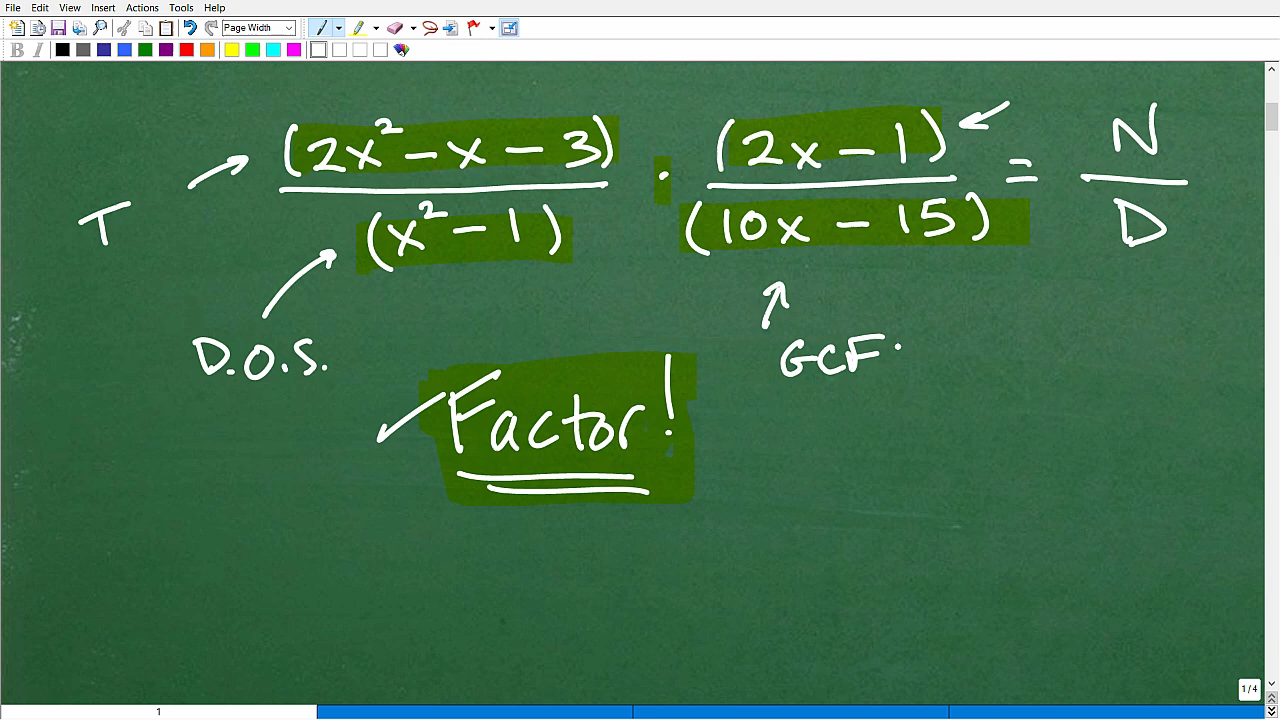 File Edit View Insert Actions Tools Help
Page Width
B I
(2x² - x - 3) / (x² - 1) · (2x - 1) / (10x - 15) = N / D
T
D.O.S.
GCF.
Factor!
1/4
1